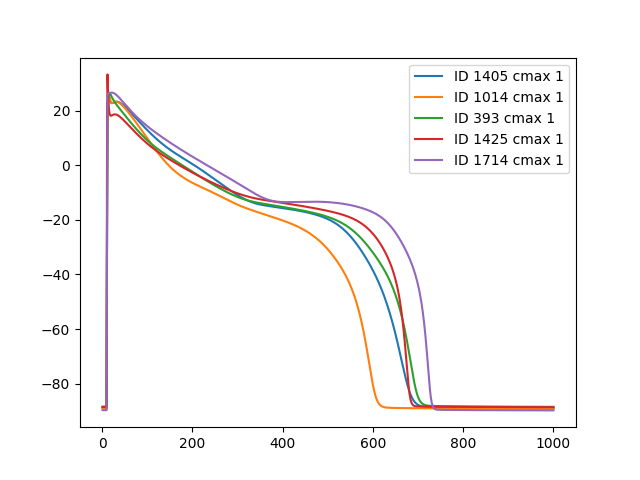 ID 1405 cmax 1
ID 1014 cmax 1
ID 393 cmax 1
ID 1425 cmax 1
ID 1714 cmax 1
20
0
−20
−40
−60
−80
0 200 400 600 800 1000